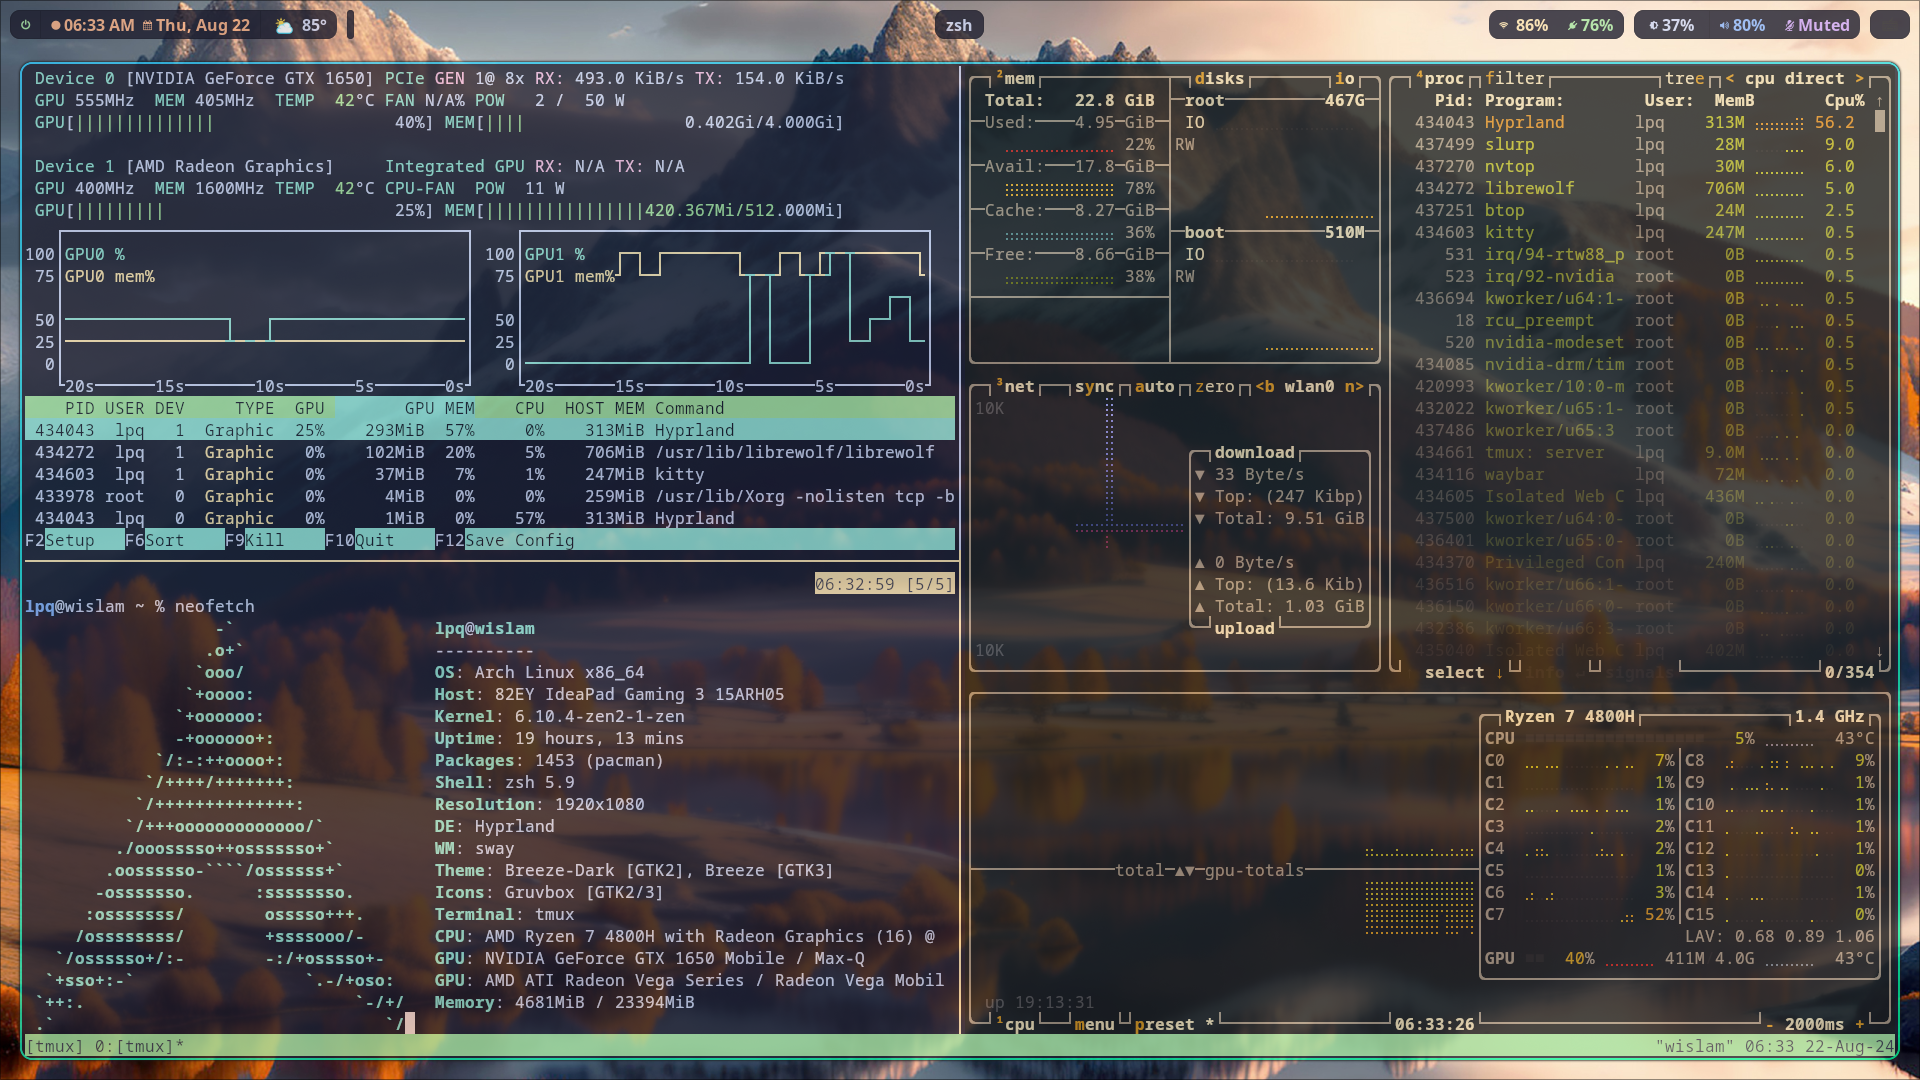 06:33 AM Thu, Aug 22 85°
zsh
86% 76% 37% 80% Muted
Device 0 [NVIDIA GeForce GTX 1650] PCIe GEN 1@ 8x RX: 493.0 KiB/s TX: 154.0 KiB/s
GPU 555MHz MEM 405MHz TEMP 42°C FAN N/A% POW 2 / 50 W
GPU[|||||||||||||| 40%] MEM[|||| 0.402Gi/4.000Gi]
Device 1 [AMD Radeon Graphics] Integrated GPU RX: N/A TX: N/A
GPU 400MHz MEM 1600MHz TEMP 42°C CPU-FAN POW 11 W
GPU[||||||||| 25%] MEM[||||||||||||||||420.367Mi/512.000Mi]
100 GPU0 %
75 GPU0 mem%
50
25
0
20s 15s 10s 5s 0s
100 GPU1 %
75 GPU1 mem%
50
25
0
20s 15s 10s 5s 0s
PID USER DEV TYPE GPU GPU MEM CPU HOST MEM Command
434043 lpq 1 Graphic 25% 293MiB 57% 0% 313MiB Hyprland
434272 lpq 1 Graphic 0% 102MiB 20% 5% 706MiB /usr/lib/librewolf/librewolf
434603 lpq 1 Graphic 0% 37MiB 7% 1% 247MiB kitty
433978 root 0 Graphic 0% 4MiB 0% 0% 259MiB /usr/lib/Xorg -nolisten tcp -b
434043 lpq 0 Graphic 0% 1MiB 0% 57% 313MiB Hyprland
F2Setup F6Sort F9Kill F10Quit F12Save Config
06:32:59 [5/5]
lpq@wislam ~ % neofetch
-`
.o+`
`ooo/
`+oooo:
`+oooooo:
-+oooooo+:
`/:-:++oooo+:
`/++++/+++++++:
`/++++++++++++++:
`/+++ooooooooooooo/`
./ooosssso++osssssso+`
.oossssso-````/ossssss+`
-osssssso. :ssssssso.
:osssssss/ osssso+++.
/ossssssss/ +ssssooo/-
`/ossssso+/:- -:/+osssso+-
`+sso+:-` `.-/+oso:
`++:. `-/+/
.` `/
lpq@wislam
----------
OS: Arch Linux x86_64
Host: 82EY IdeaPad Gaming 3 15ARH05
Kernel: 6.10.4-zen2-1-zen
Uptime: 19 hours, 13 mins
Packages: 1453 (pacman)
Shell: zsh 5.9
Resolution: 1920x1080
DE: Hyprland
WM: sway
Theme: Breeze-Dark [GTK2], Breeze [GTK3]
Icons: Gruvbox [GTK2/3]
Terminal: tmux
CPU: AMD Ryzen 7 4800H with Radeon Graphics (16) @
GPU: NVIDIA GeForce GTX 1650 Mobile / Max-Q
GPU: AMD ATI Radeon Vega Series / Radeon Vega Mobil
Memory: 4681MiB / 23394MiB
²mem
Total: 22.8 GiB
Used: 4.95 GiB
22%
Avail: 17.8 GiB
78%
Cache: 8.27 GiB
36%
Free: 8.66 GiB
38%
disks io
root 467G
IO
RW
boot 510M
IO
RW
³net sync auto zero <b wlan0 n>
10K
download
▼ 33 Byte/s
▼ Top: (247 Kibp)
▼ Total: 9.51 GiB
▲ 0 Byte/s
▲ Top: (13.6 Kib)
▲ Total: 1.03 GiB
upload
10K
⁴proc filter tree < cpu direct >
Pid: Program: User: MemB Cpu% ↑
434043 Hyprland lpq 313M 56.2
437499 slurp lpq 28M 9.0
437270 nvtop lpq 30M 6.0
434272 librewolf lpq 706M 5.0
437251 btop lpq 24M 2.5
434603 kitty lpq 247M 0.5
531 irq/94-rtw88_p root 0B 0.5
523 irq/92-nvidia root 0B 0.5
436694 kworker/u64:1- root 0B 0.5
18 rcu_preempt root 0B 0.5
520 nvidia-modeset root 0B 0.5
434085 nvidia-drm/tim root 0B 0.5
420993 kworker/10:0-m root 0B 0.5
432022 kworker/u65:1- root 0B 0.5
437486 kworker/u65:3 root 0B 0.5
434661 tmux: server lpq 9.0M 0.0
434116 waybar lpq 72M 0.0
434605 Isolated Web C lpq 436M 0.0
437500 kworker/u64:0- root 0B 0.0
436401 kworker/u65:0- root 0B 0.0
434370 Privileged Con lpq 240M 0.0
436516 kworker/u66:1- root 0B 0.0
436150 kworker/u66:0- root 0B 0.0
432386 kworker/u66:3- root 0B 0.0
435040 Isolated Web C lpq 402M 0.0 ↓
select ↓ info signals 0/354
Ryzen 7 4800H 1.4 GHz
CPU 5% 43°C
C0 7% C8 9%
C1 1% C9 1%
C2 1% C10 1%
C3 2% C11 1%
C4 2% C12 1%
C5 1% C13 0%
C6 3% C14 1%
C7 52% C15 0%
LAV: 0.68 0.89 1.06
GPU 40% 411M 4.0G 43°C
total ▲▼ gpu-totals
up 19:13:31
¹cpu menu preset * 06:33:26 - 2000ms +
[tmux] 0:[tmux]* "wislam" 06:33 22-Aug-24